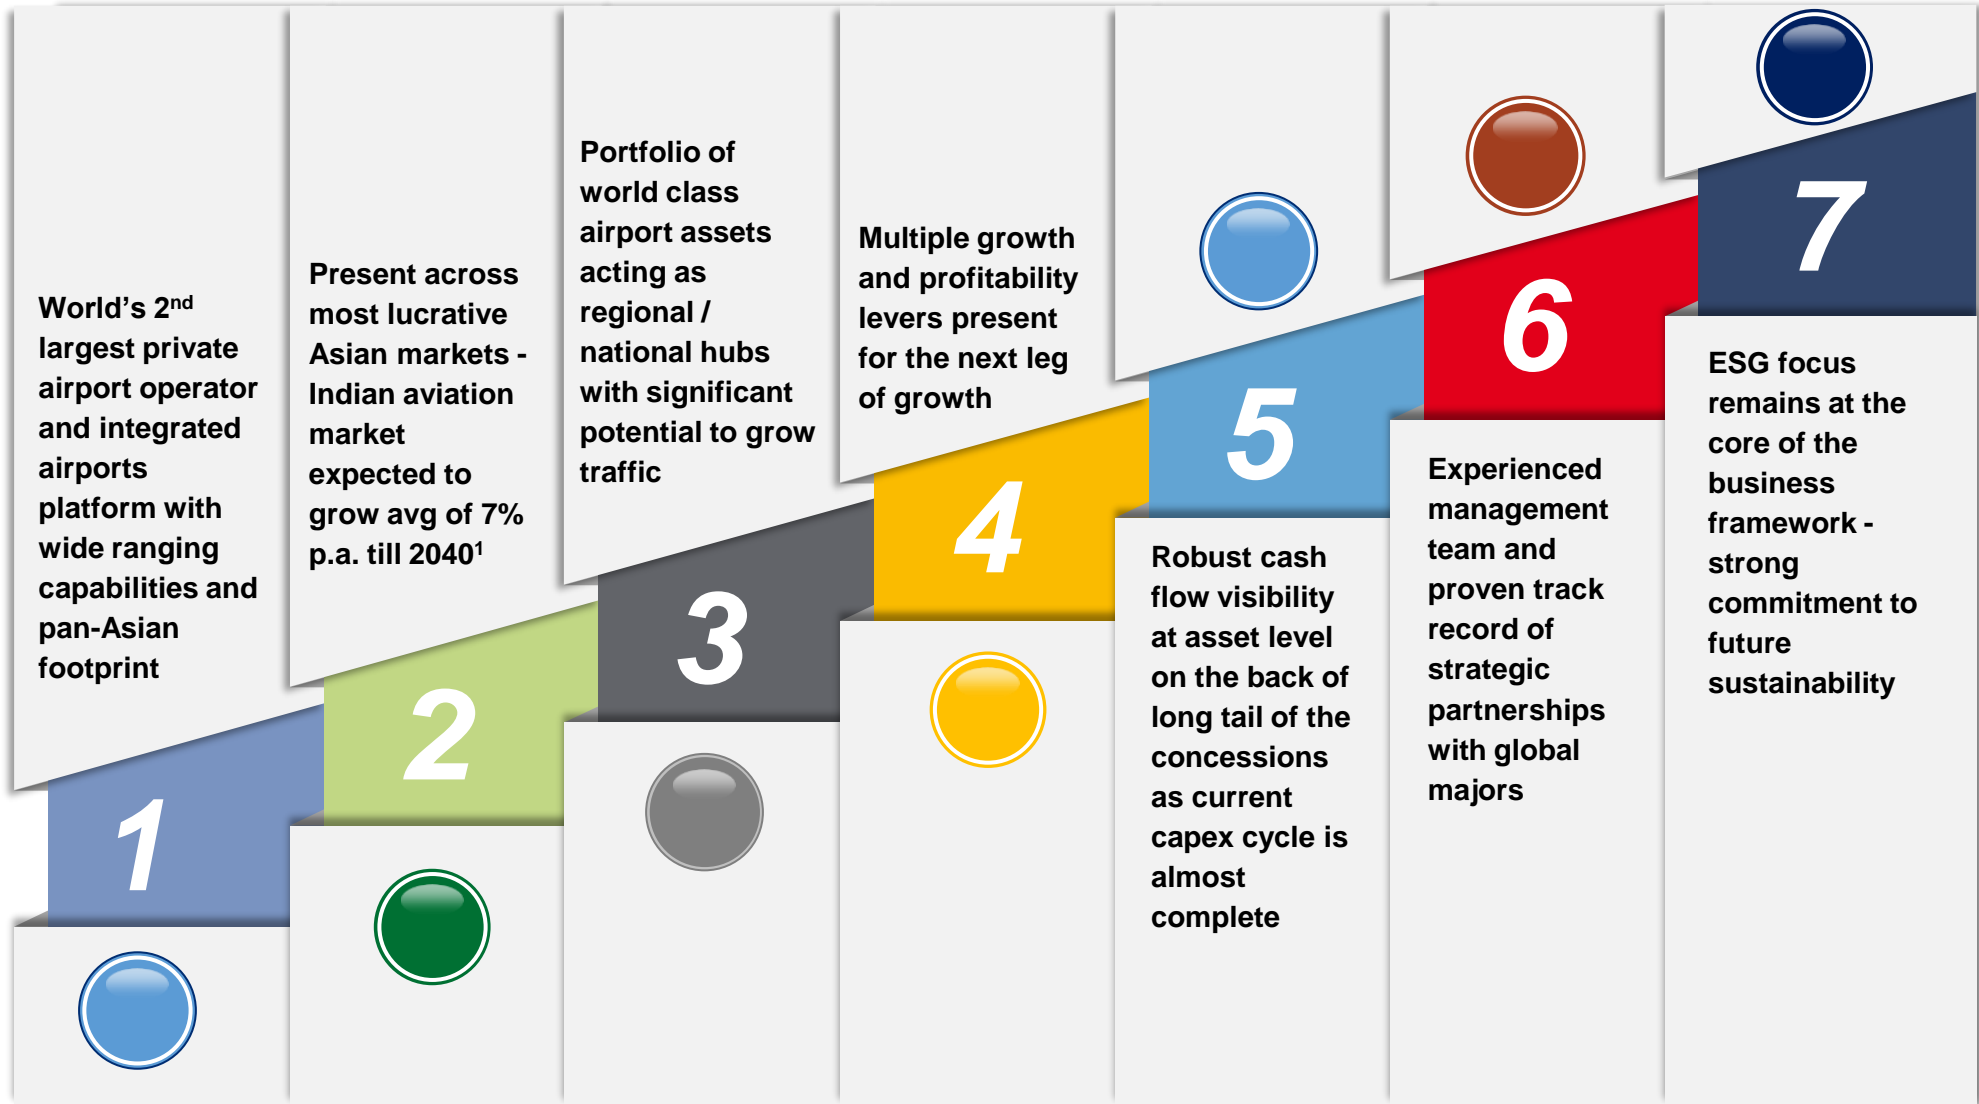 World's 2nd
largest private
airport operator
and integrated
airports
platform with
wide ranging
capabilities and
pan-Asian
footprint
1
Present across
most lucrative
Asian markets -
Indian aviation
market
expected to
grow avg of 7%
p.a. till 2040¹
2
Portfolio of
world class
airport assets
acting as
regional /
national hubs
with significant
potential to grow
traffic
3
Multiple growth
and profitability
levers present
for the next leg
of growth
4
5
Robust cash
flow visibility
at asset level
on the back of
long tail of the
concessions
as current
capex cycle is
almost
complete
6
Experienced
management
team and
proven track
record of
strategic
partnerships
with global
majors
7
ESG focus
remains at the
core of the
business
framework -
strong
commitment to
future
sustainability